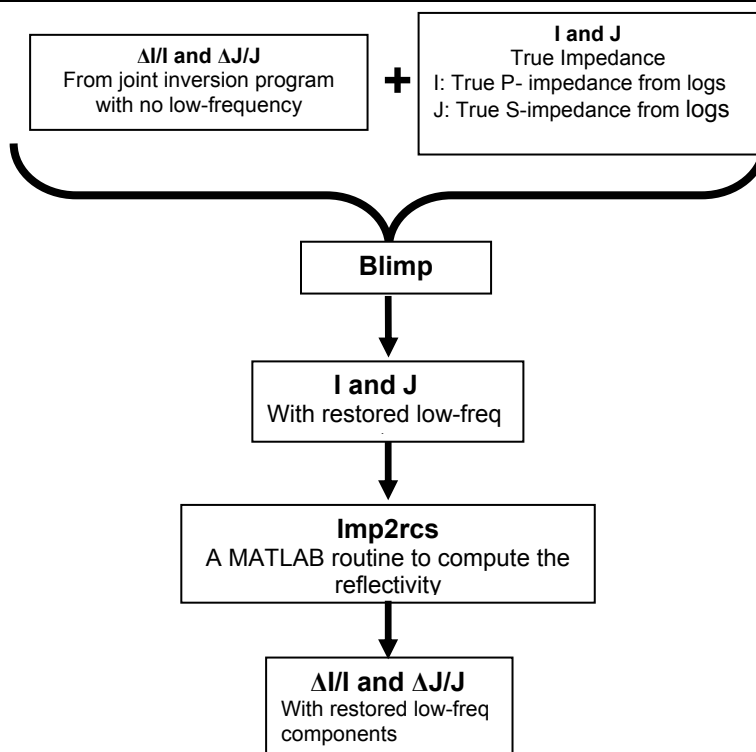 ΔI/I and ΔJ/J
From joint inversion program
with no low-frequency
+
I and J
True Impedance
I: True P- impedance from logs
J: True S-impedance from logs
Blimp
I and J
With restored low-freq
Imp2rcs
A MATLAB routine to compute the
reflectivity
ΔI/I and ΔJ/J
With restored low-freq
components